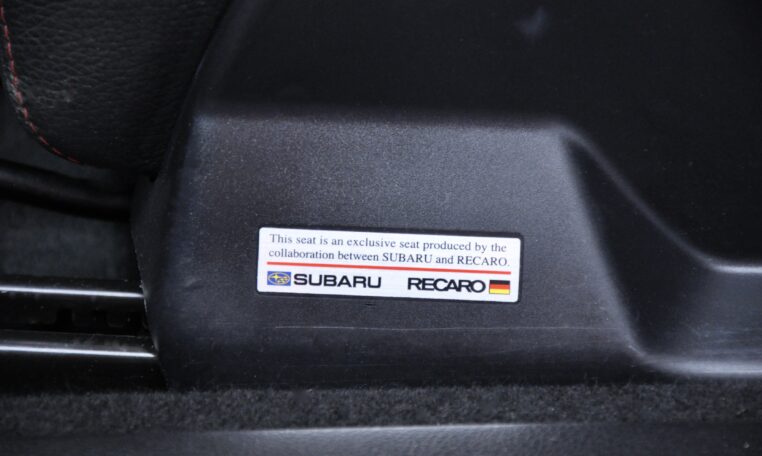 This seat is an exclusive seat produced by the
collaboration between SUBARU and RECARO.
SUBARU RECARO